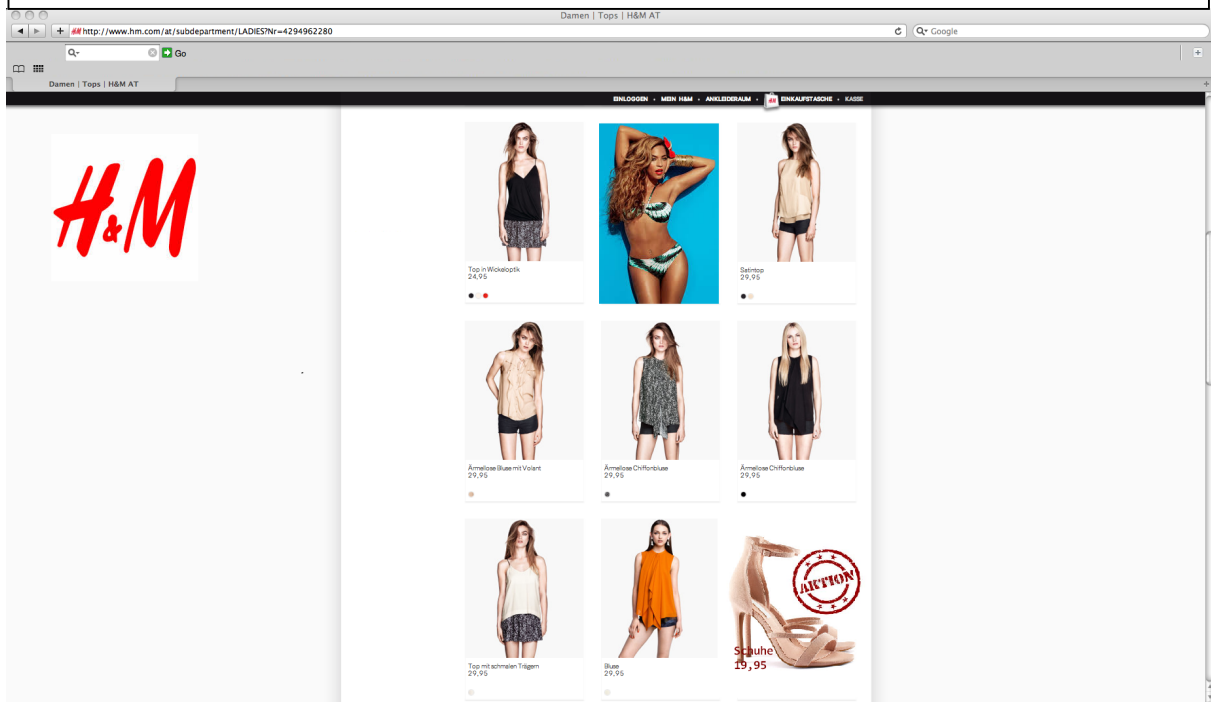 Damen | Tops | H&M AT
H&M http://www.hm.com/at/subdepartment/LADIES?Nr=4294962280
Google
Go
Damen | Tops | H&M AT
EINLOGGEN • MEIN H&M • ANKLEIDERAUM • H&M EINKAUFSTASCHE • KASSE
H&M
Top in Wickeloptik
24,95
Satintop
29,95
Ärmellose Bluse mit Volant
29,95
Ärmellose Chiffonbluse
29,95
Ärmellose Chiffonbluse
29,95
Top mit schmalen Trägern
29,95
Bluse
29,95
AKTION
Schuhe
19,95